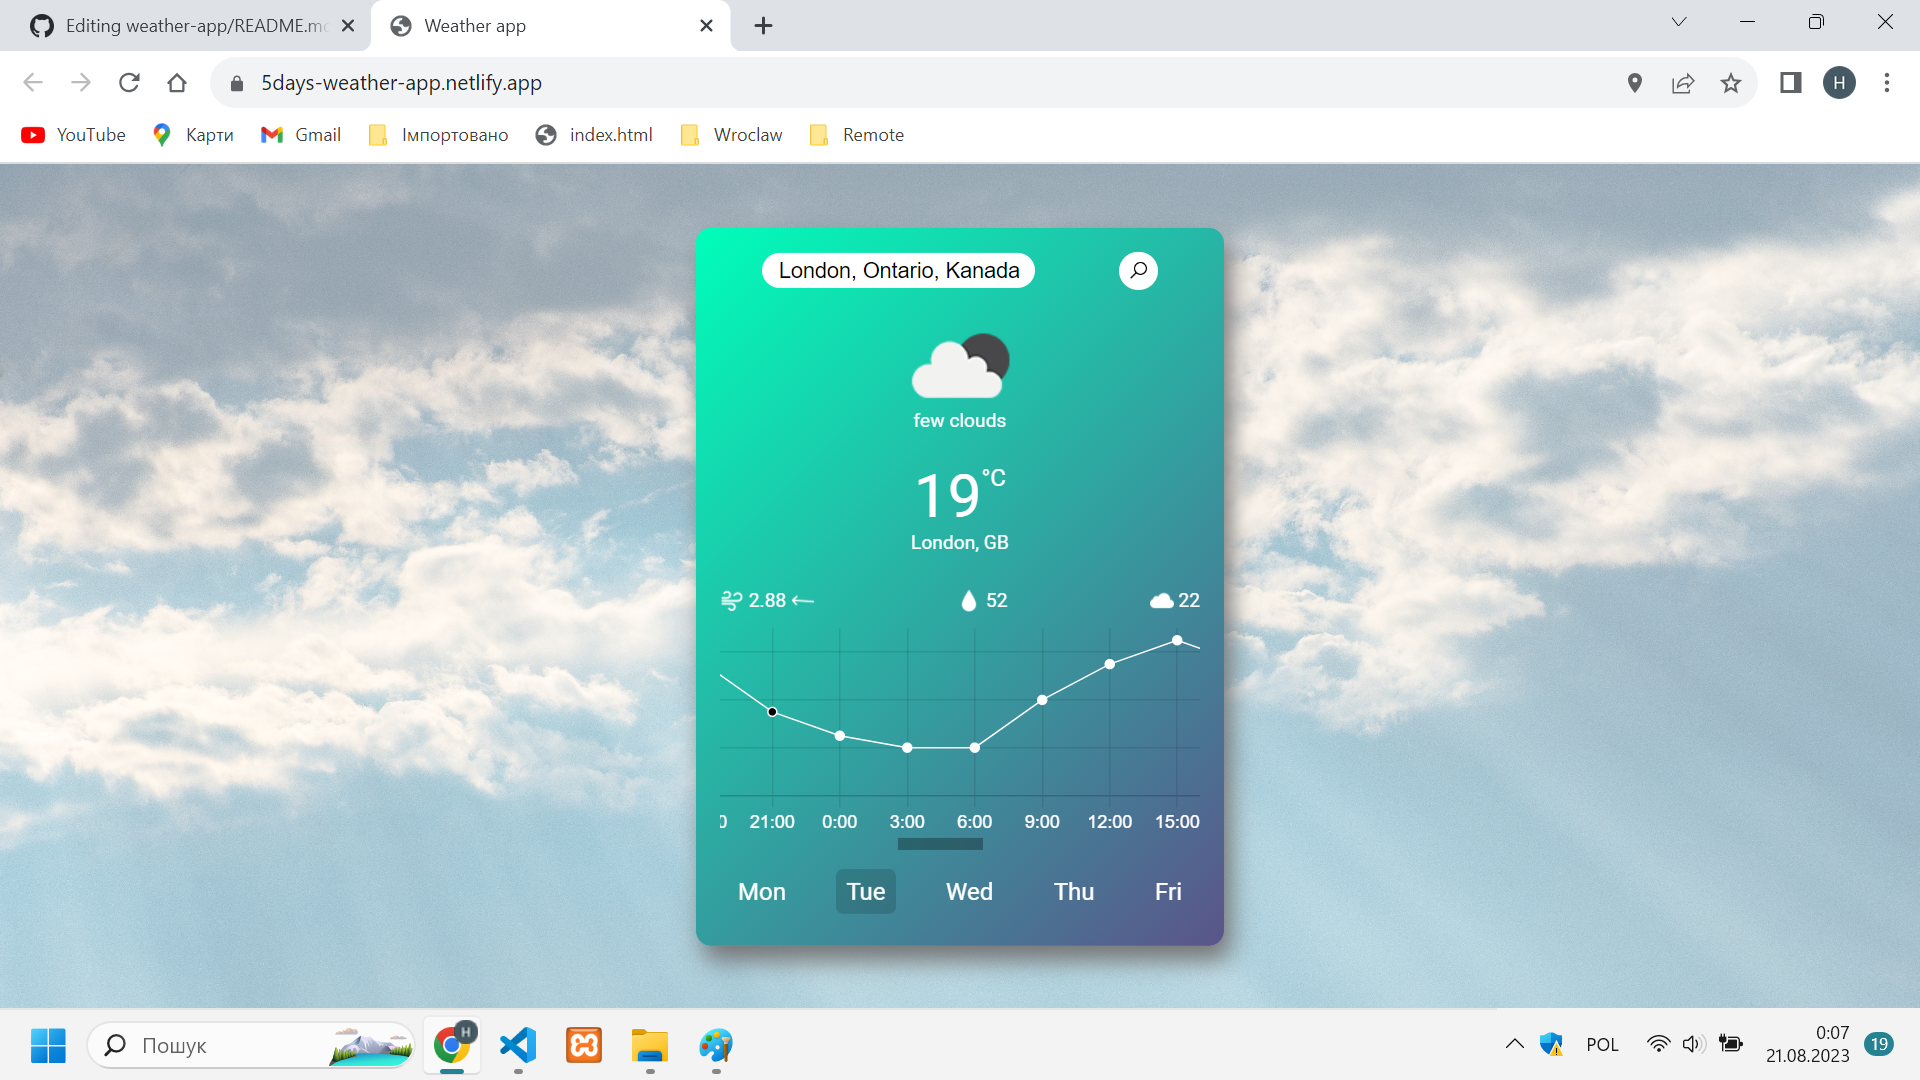 Editing weather-app/README.m
Weather app
5days-weather-app.netlify.app
H
YouTube
Карти
Gmail
Імпортовано
index.html
Wroclaw
Remote
London, Ontario, Kanada
few clouds
19 °C
London, GB
2.88
52
22
0 21:00 0:00 3:00 6:00 9:00 12:00 15:00
Mon Tue Wed Thu Fri
Пошук
H
POL
0:07
21.08.2023
19